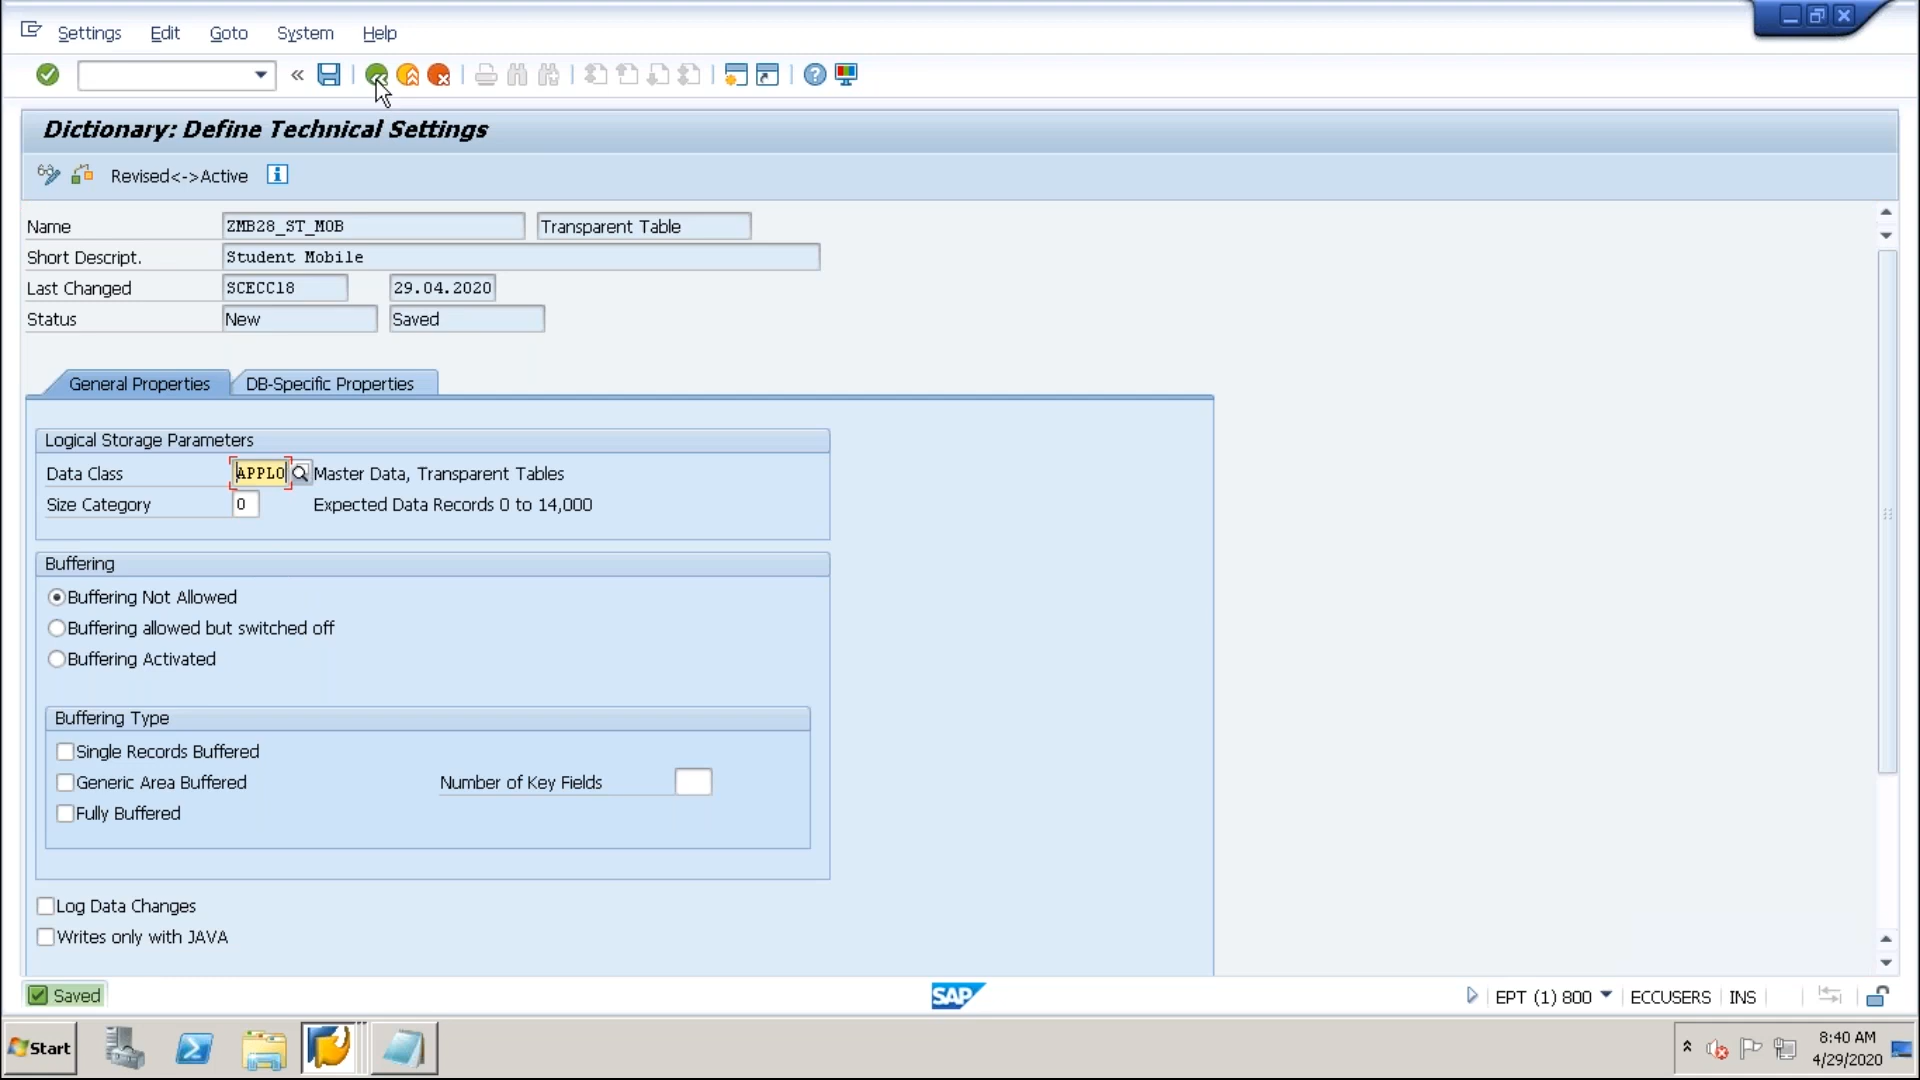 Settings Edit Goto System Help
Dictionary: Define Technical Settings
Revised<->Active
Name ZMB28_ST_MOB Transparent Table
Short Descript. Student Mobile
Last Changed SCECC18 29.04.2020
Status New Saved
General Properties DB-Specific Properties
Logical Storage Parameters
Data Class APPL0 Master Data, Transparent Tables
Size Category 0 Expected Data Records 0 to 14,000
Buffering
Buffering Not Allowed
Buffering allowed but switched off
Buffering Activated
Buffering Type
Single Records Buffered
Generic Area Buffered Number of Key Fields
Fully Buffered
Log Data Changes
Writes only with JAVA
Saved SAP EPT (1) 800 ECCUSERS INS
Start 8:40 AM
4/29/2020